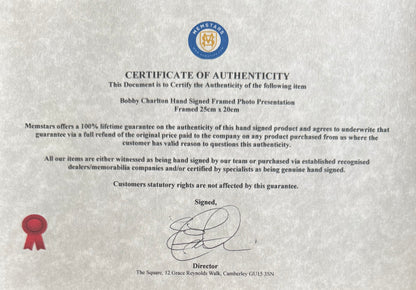 MEMSTARS
CERTIFICATE OF AUTHENTICITY
This Document is to Certify the Authenticity of the following item
Bobby Charlton Hand Signed Framed Photo Presentation
Framed 25cm x 20cm
Memstars offers a 100% lifetime guarantee on the authenticity of this hand signed product and agrees to underwrite that
guarantee via a full refund of the original price paid to the company on any product purchased from us where the
customer has valid reason to questions this authenticity.
All our items are either witnessed as being hand signed by our team or purchased via established recognised
dealers/memorabilia companies and/or certified by specialists as being genuine hand signed.
Customers statutory rights are not affected by this guarantee.
Signed,
Director
The Square, 12 Grace Reynolds Walk, Camberley GU15 3SN